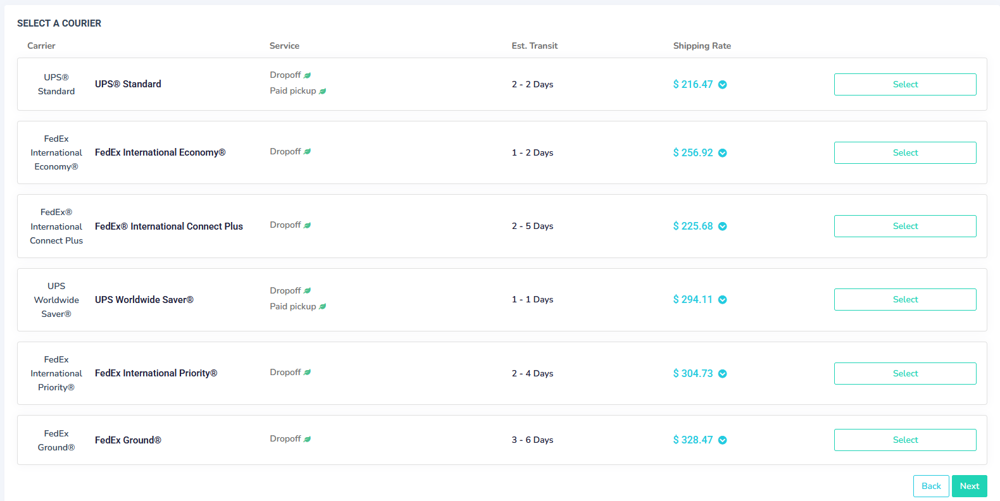 SELECT A COURIER
Carrier Service Est. Transit Shipping Rate
UPS®
Standard
UPS® Standard
Dropoff
Paid pickup
2 - 2 Days
$ 216.47
Select
FedEx
International
Economy®
FedEx International Economy®
Dropoff
1 - 2 Days
$ 256.92
Select
FedEx®
International
Connect Plus
FedEx® International Connect Plus
Dropoff
2 - 5 Days
$ 225.68
Select
UPS
Worldwide
Saver®
UPS Worldwide Saver®
Dropoff
Paid pickup
1 - 1 Days
$ 294.11
Select
FedEx
International
Priority®
FedEx International Priority®
Dropoff
2 - 4 Days
$ 304.73
Select
FedEx
Ground®
FedEx Ground®
Dropoff
3 - 6 Days
$ 328.47
Select
Back Next